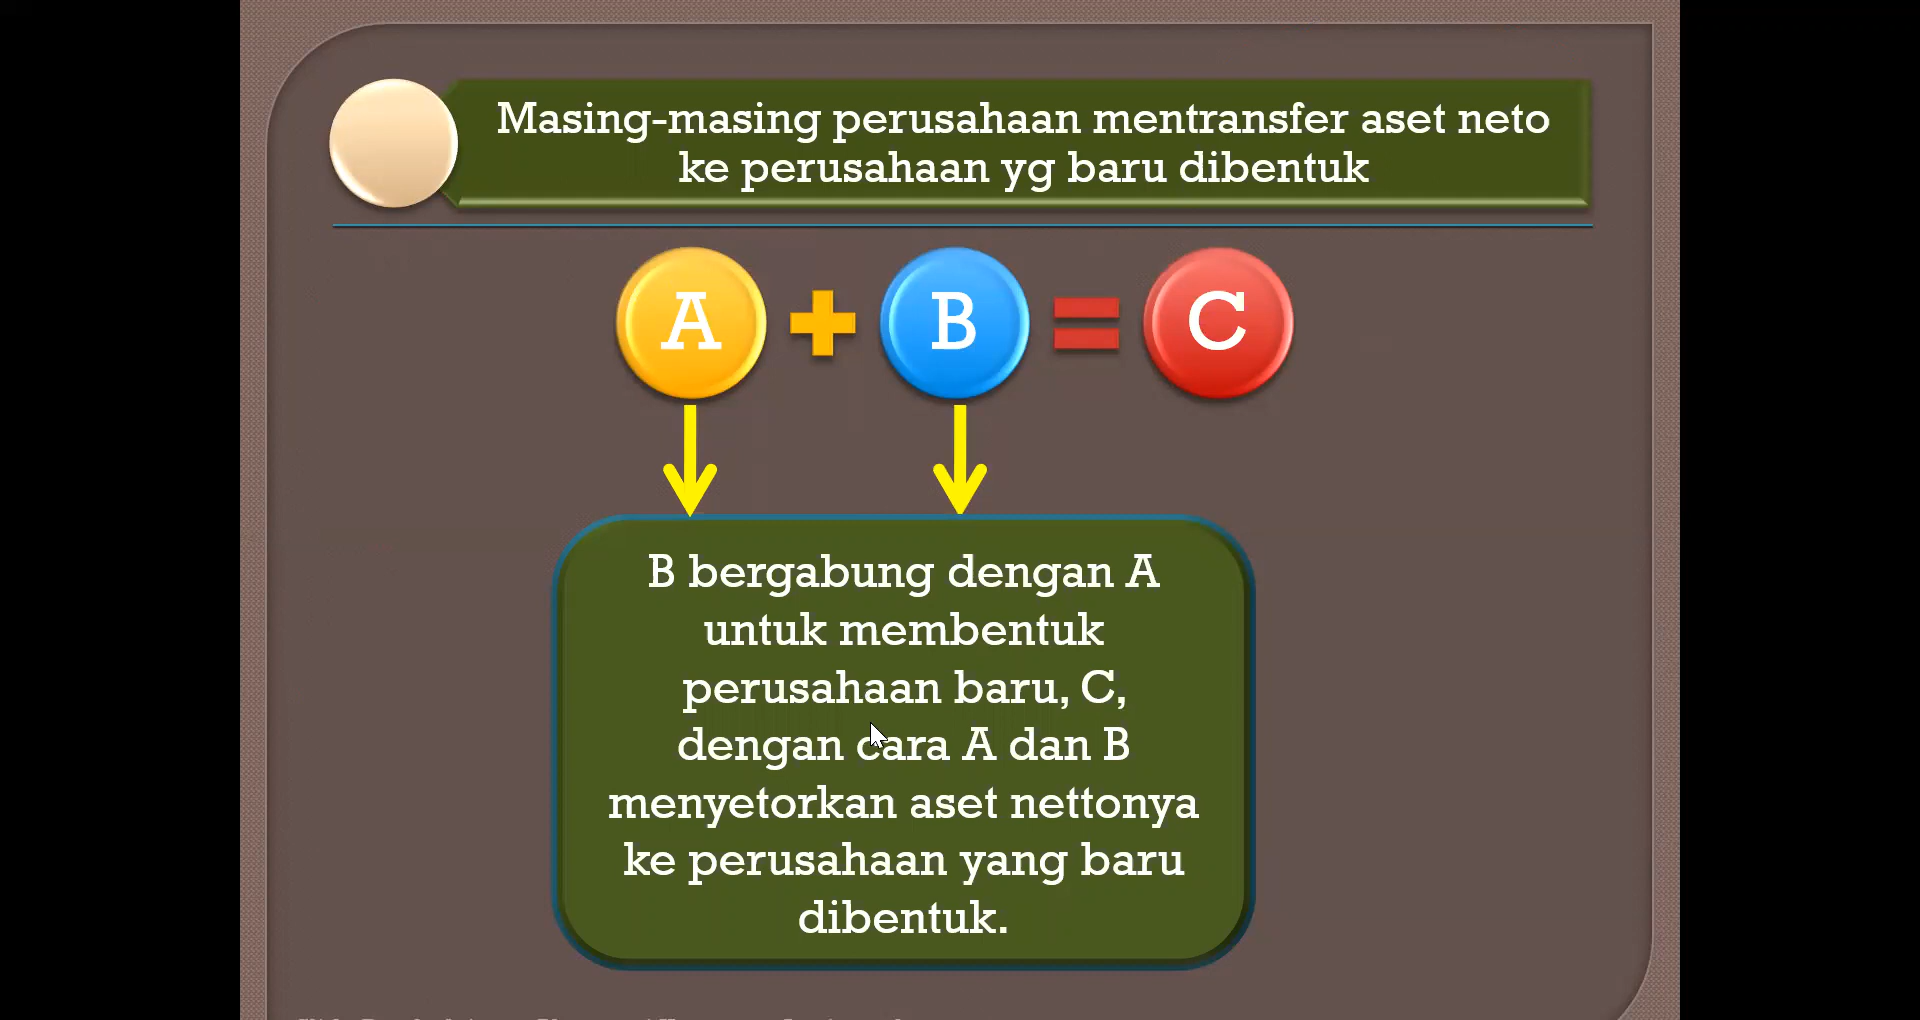 Masing-masing perusahaan mentransfer aset neto
ke perusahaan yg baru dibentuk
A + B = C
B bergabung dengan A
untuk membentuk
perusahaan baru, C,
dengan cara A dan B
menyetorkan aset nettonya
ke perusahaan yang baru
dibentuk.